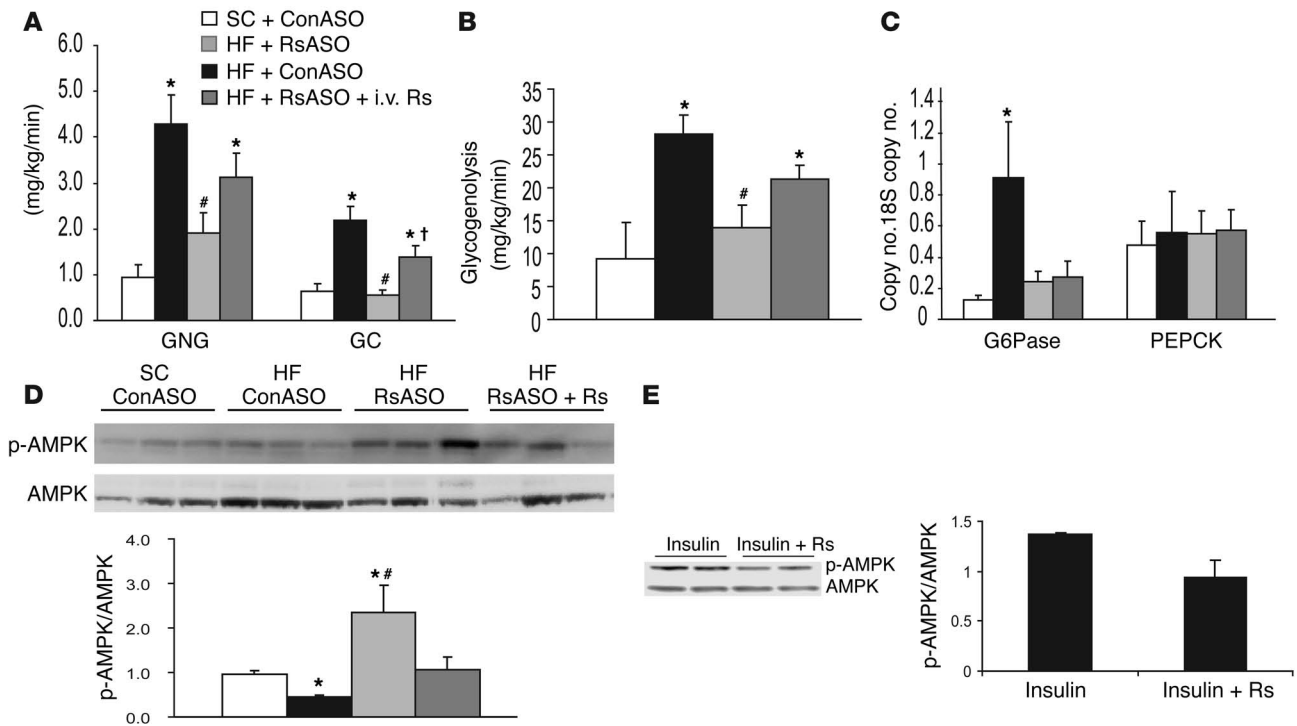 A
SC + ConASO
HF + RsASO
HF + ConASO
HF + RsASO + i.v. Rs
(mg/kg/min)
6.0
5.0
4.0
3.0
2.0
1.0
0.0
*
#
*
*
#
* †
GNG
GC
B
Glycogenolysis
(mg/kg/min)
35
30
25
20
15
10
5
0
*
#
*
C
Copy no.18S copy no.
1.4
1.2
1
0.8
0.6
0.4
0.2
0
*
G6Pase
PEPCK
D
SC
ConASO
HF
ConASO
HF
RsASO
HF
RsASO + Rs
p-AMPK
AMPK
p-AMPK/AMPK
4.0
3.0
2.0
1.0
0.0
*
* #
E
Insulin
Insulin + Rs
p-AMPK
AMPK
p-AMPK/AMPK
1.5
1
0.5
0
Insulin
Insulin + Rs